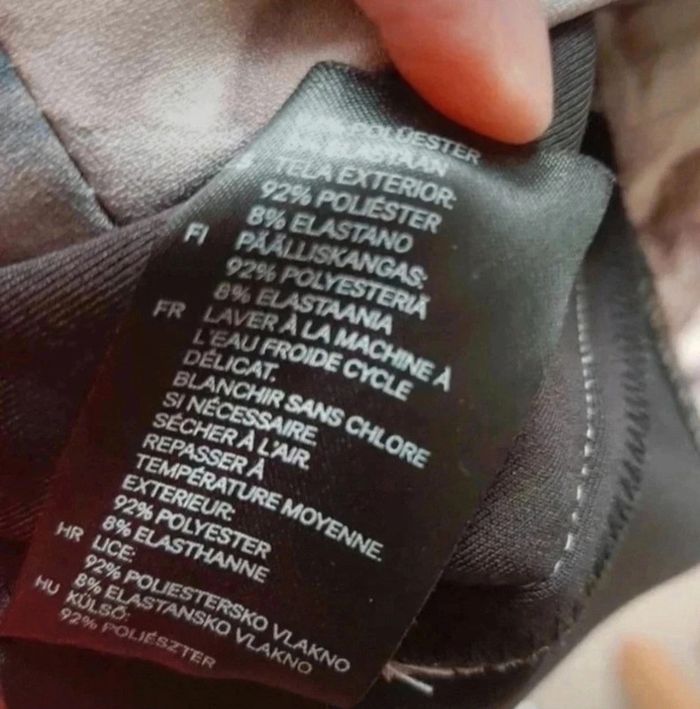 POLÜESTER
ELASTAAN
TELA EXTERIOR:
92% POLIÉSTER
8% ELASTANO
FI PÄÄLLISKANGAS:
92% POLYESTERIÄ
8% ELASTAANIA
FR LAVER À LA MACHINE À
L'EAU FROIDE CYCLE
DÉLICAT.
BLANCHIR SANS CHLORE
SI NÉCESSAIRE
SÉCHER À L'AIR.
REPASSER À
TEMPÉRATURE MOYENNE.
EXTERIEUR:
92% POLYESTER
8% ELASTHANNE
HR LICE:
92% POLIESTERSKO VLAKNO
8% ELASTANSKO VLAKNO
HU KÜLSŐ:
92% POLIÉSZTER